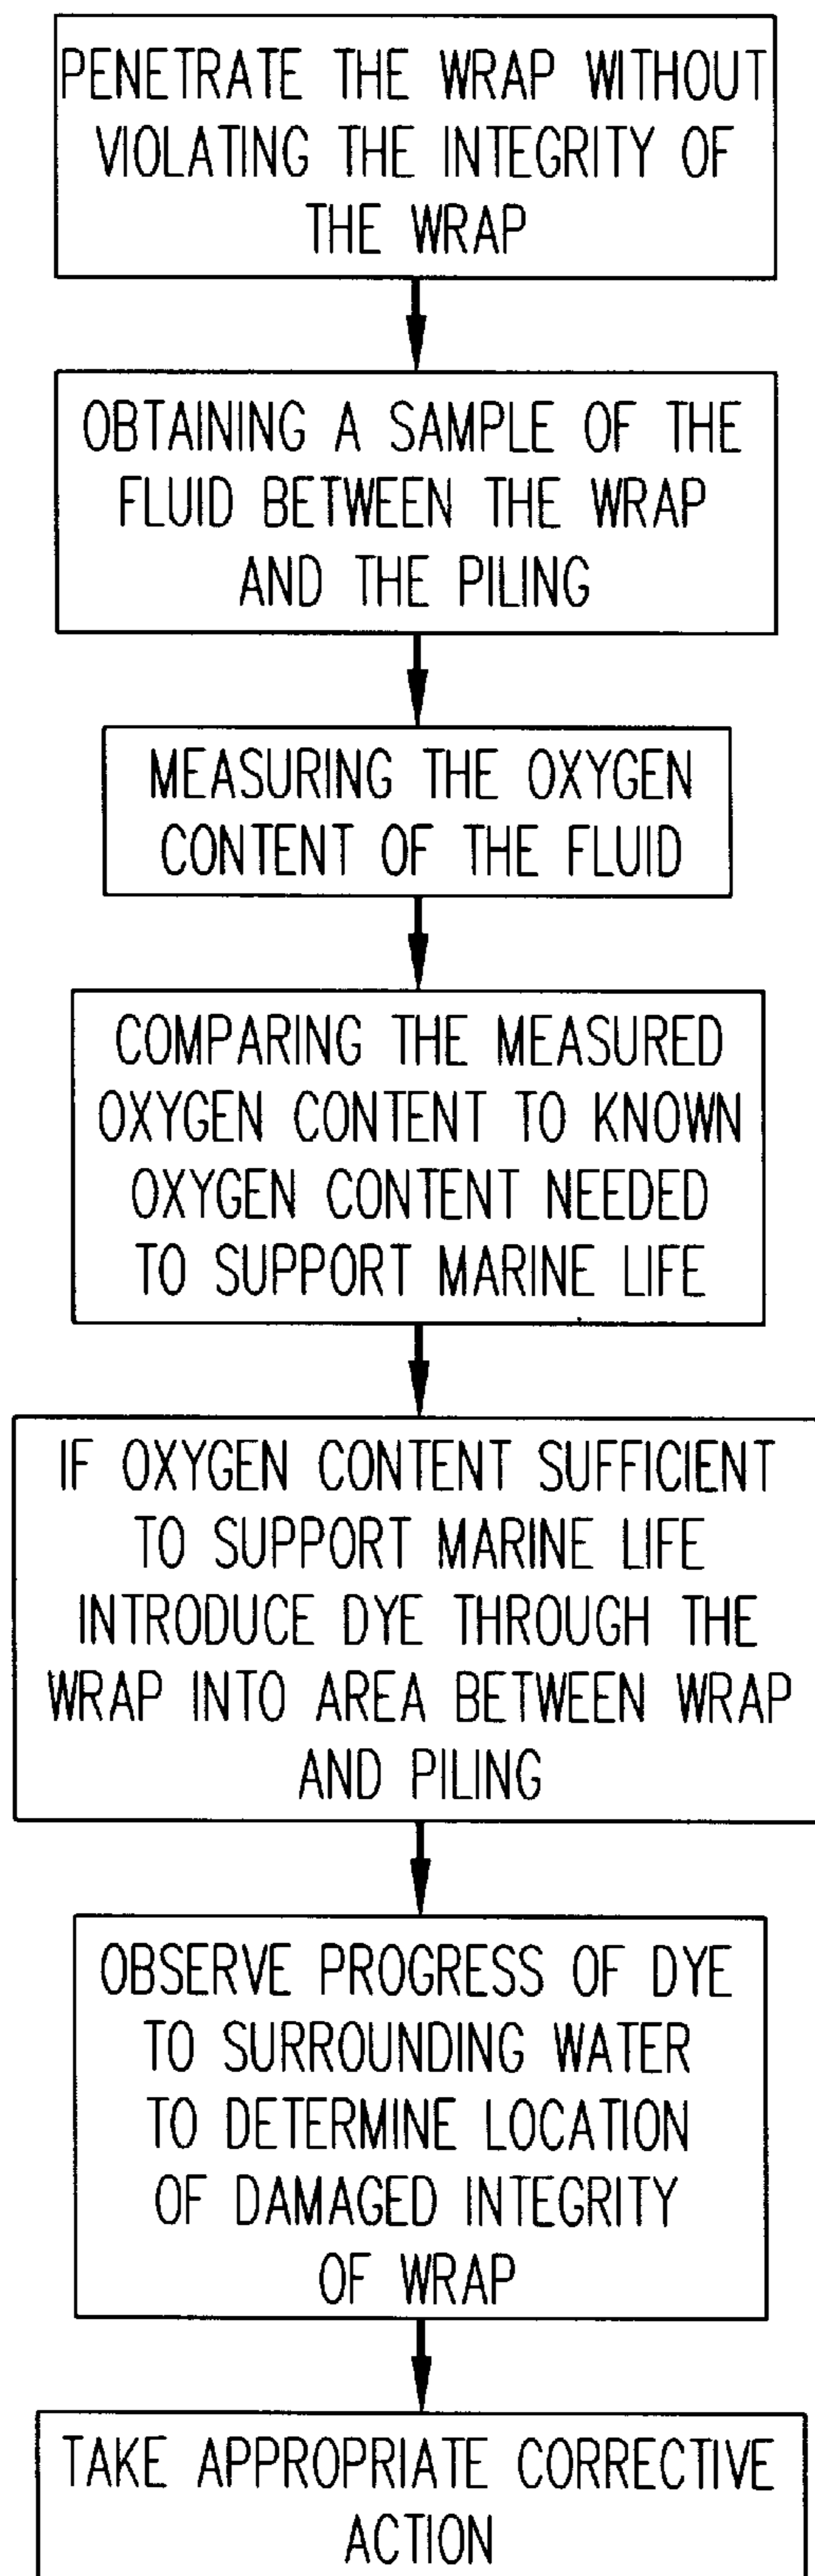 PENETRATE THE WRAP WITHOUT
VIOLATING THE INTEGRITY OF
THE WRAP
OBTAINING A SAMPLE OF THE
FLUID BETWEEN THE WRAP
AND THE PILING
MEASURING THE OXYGEN
CONTENT OF THE FLUID
COMPARING THE MEASURED
OXYGEN CONTENT TO KNOWN
OXYGEN CONTENT NEEDED
TO SUPPORT MARINE LIFE
IF OXYGEN CONTENT SUFFICIENT
TO SUPPORT MARINE LIFE
INTRODUCE DYE THROUGH THE
WRAP INTO AREA BETWEEN WRAP
AND PILING
OBSERVE PROGRESS OF DYE
TO SURROUNDING WATER
TO DETERMINE LOCATION
OF DAMAGED INTEGRITY
OF WRAP
TAKE APPROPRIATE CORRECTIVE
ACTION